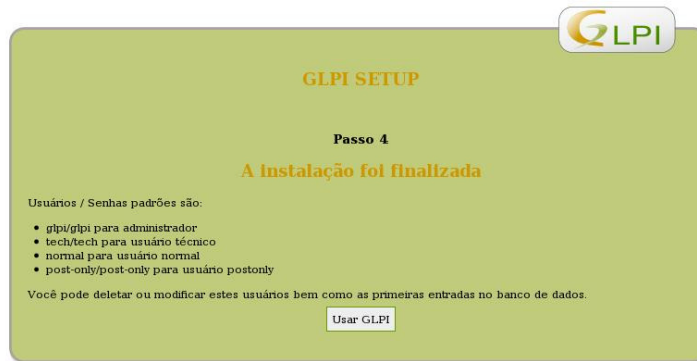 GLPI
GLPI SETUP
Passo 4
A instalação foi finalizada
Usuários / Senhas padrões são:
glpi/glpi para administrador
tech/tech para usuário técnico
normal para usuário normal
post-only/post-only para usuário postonly
Você pode deletar ou modificar estes usuários bem como as primeiras entradas no banco de dados.
Usar GLPI